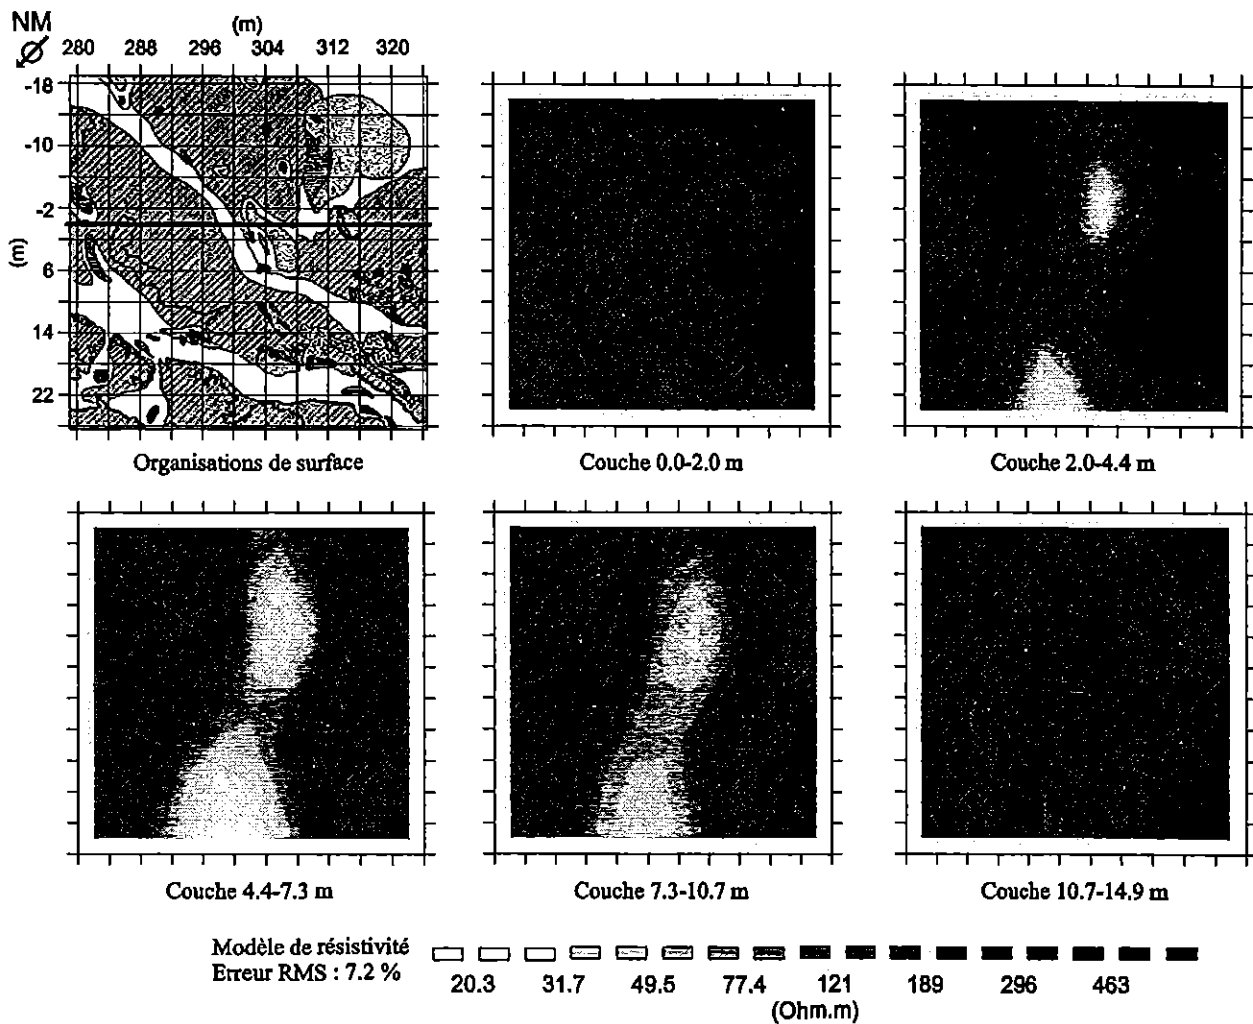 NM
(m)
280 288 296 304 312 320
-18
-10
-2
(m)
6
14
22
Organisations de surface
Couche 0.0-2.0 m
Couche 2.0-4.4 m
Couche 4.4-7.3 m
Couche 7.3-10.7 m
Couche 10.7-14.9 m
Modèle de résistivité
Erreur RMS : 7.2 %
20.3 31.7 49.5 77.4 121 189 296 463
(Ohm.m)